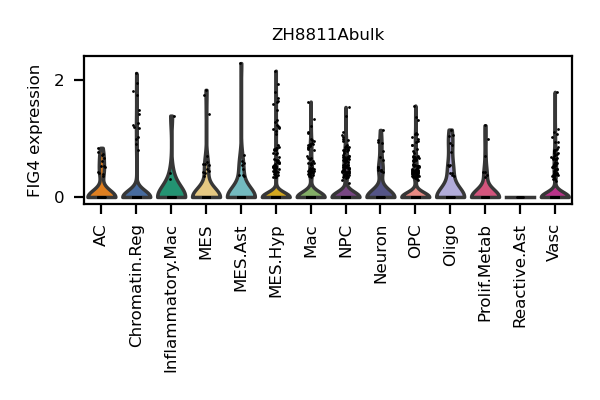 ZH8811Abulk
FIG4 expression
2
0
AC
Chromatin.Reg
Inflammatory.Mac
MES
MES.Ast
MES.Hyp
Mac
NPC
Neuron
OPC
Oligo
Prolif.Metab
Reactive.Ast
Vasc